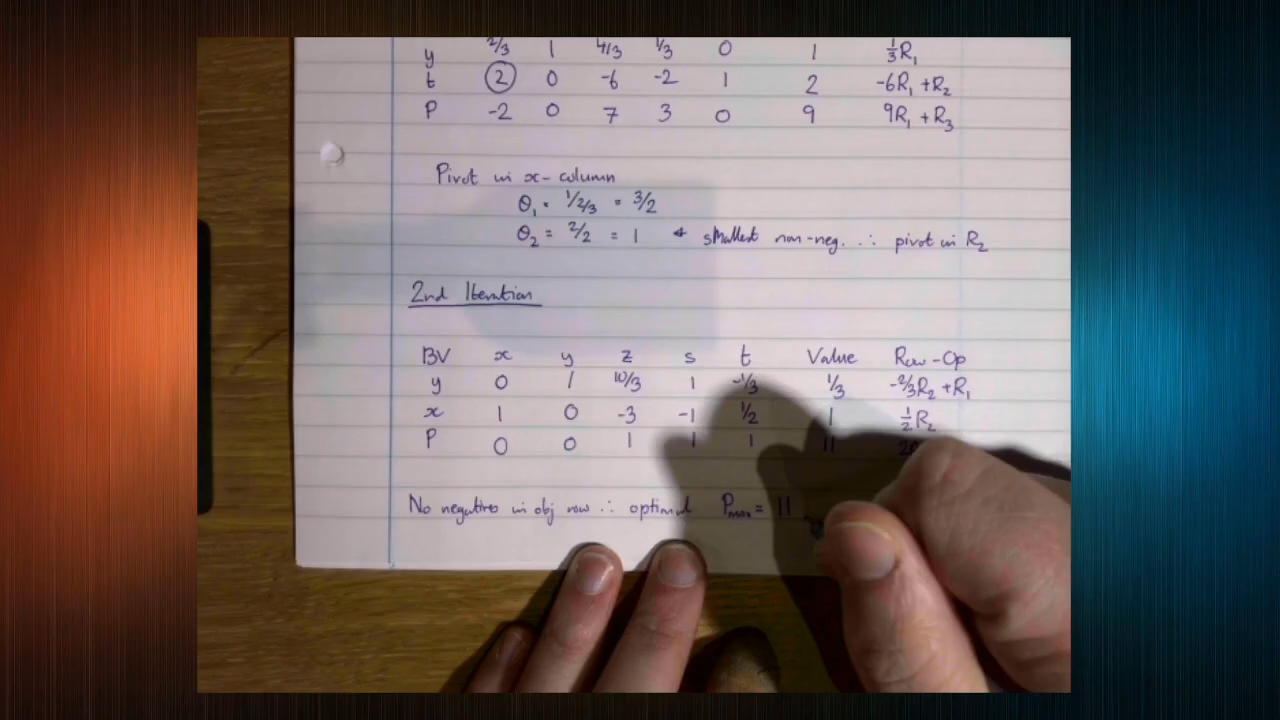 y 2/3 1 4/3 1/3 0 1 1/3R₁
t 2 0 -6 -2 1 2 -6R₁ +R₂
P -2 0 7 3 0 9 9R₁ + R₃
Pivot in x-column
θ₁ = 1/2/3 = 3/2
θ₂ = 2/2 = 1 ← smallest non-neg. ∴ pivot in R₂
2nd Iteration
BV x y z s t Value Row-Op
y 0 1 10/3 1 -1/3 1/3 -2/3R₂ +R₁
x 1 0 -3 -1 1/2 1 1/2R₂
P 0 0 1 1 1 11
No negatives in obj row ∴ optimal Pmax = 11